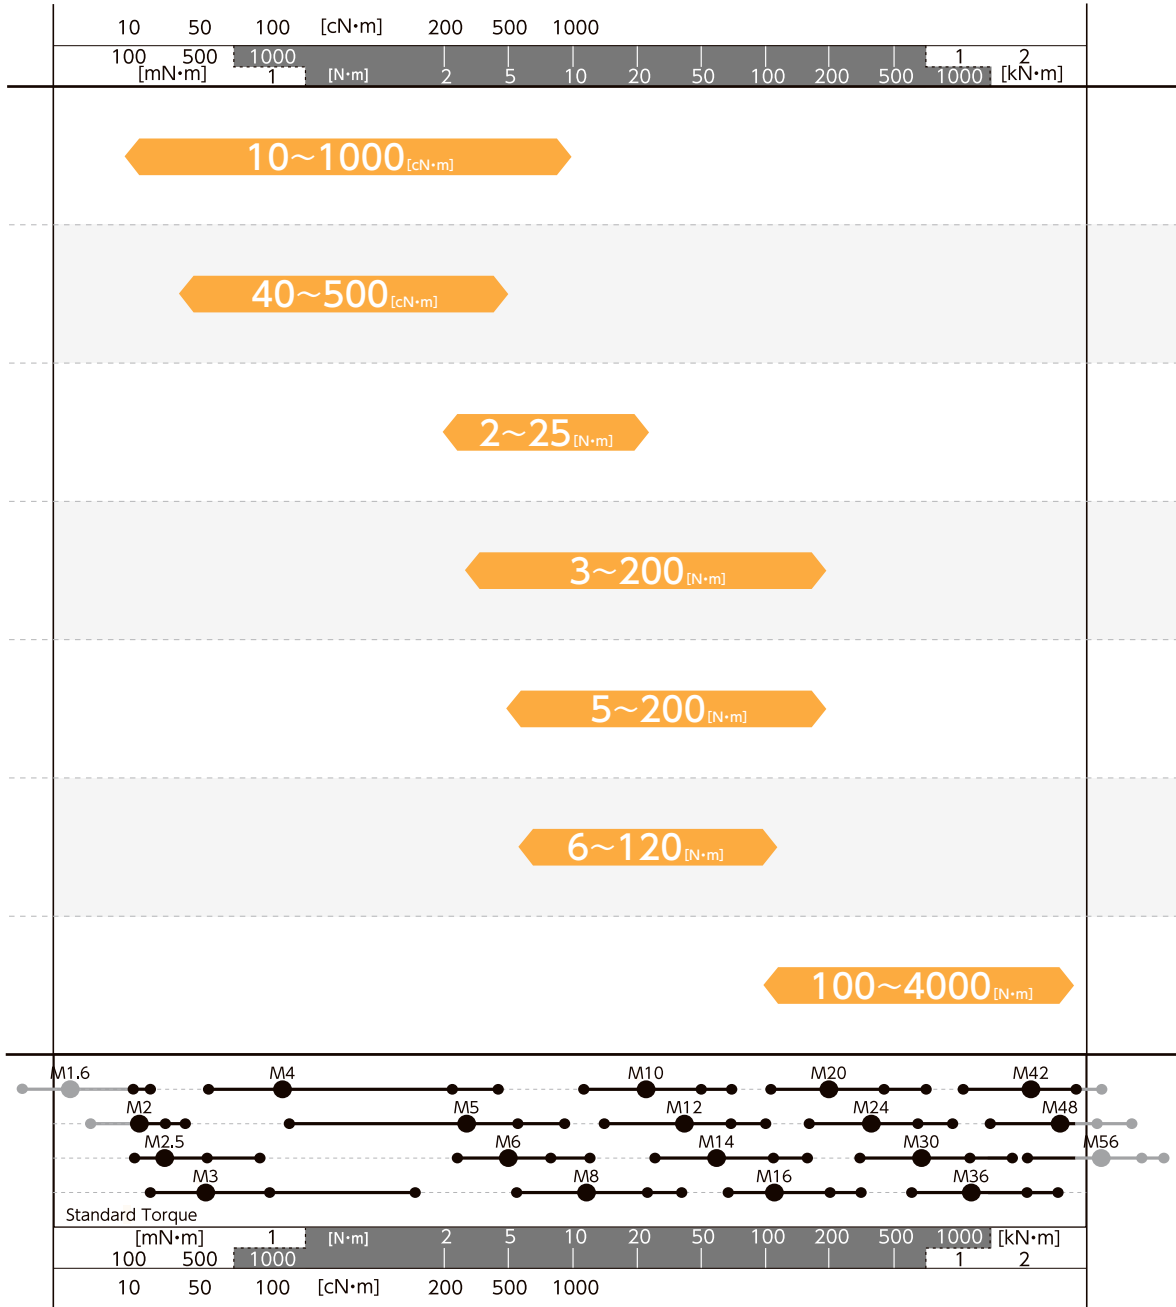 10 50 100 [cN·m] 200 500 1000
100 500 1000 1 2
[mN·m] 1 [N·m] 2 5 10 20 50 100 200 500 1000 [kN·m]
10~1000[cN·m]
40~500[cN·m]
2~25[N·m]
3~200[N·m]
5~200[N·m]
6~120[N·m]
100~4000[N·m]
M1.6 M4 M10 M20 M42
M2 M5 M12 M24 M48
M2.5 M6 M14 M30 M56
M3 M8 M16 M36
Standard Torque
[mN·m] 1 [N·m] 2 5 10 20 50 100 200 500 1000 [kN·m]
100 500 1000 1 2
10 50 100 [cN·m] 200 500 1000